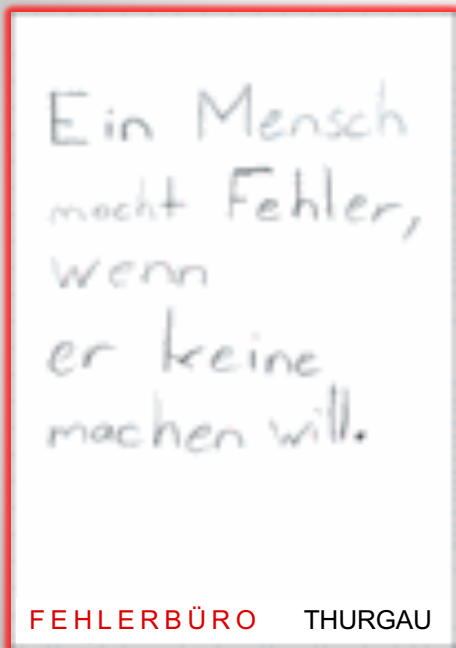 Ein Mensch
macht Fehler,
wenn
er keine
machen will.
FEHLERBÜRO THURGAU